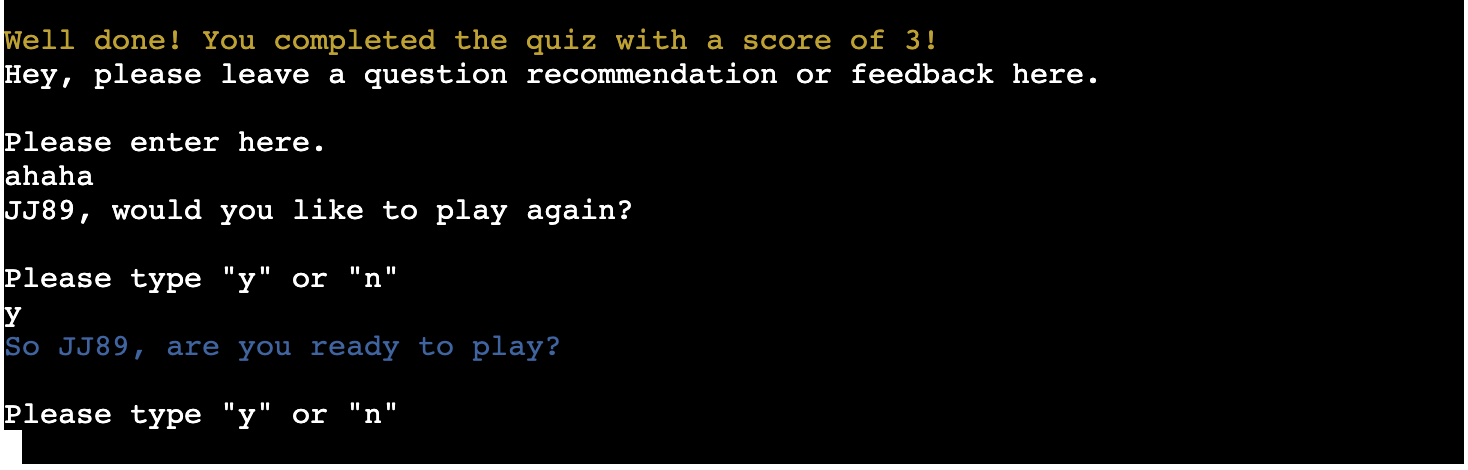 Well done! You completed the quiz with a score of 3!
Hey, please leave a question recommendation or feedback here.
Please enter here.
ahaha
JJ89, would you like to play again?
Please type "y" or "n"
y
So JJ89, are you ready to play?
Please type "y" or "n"